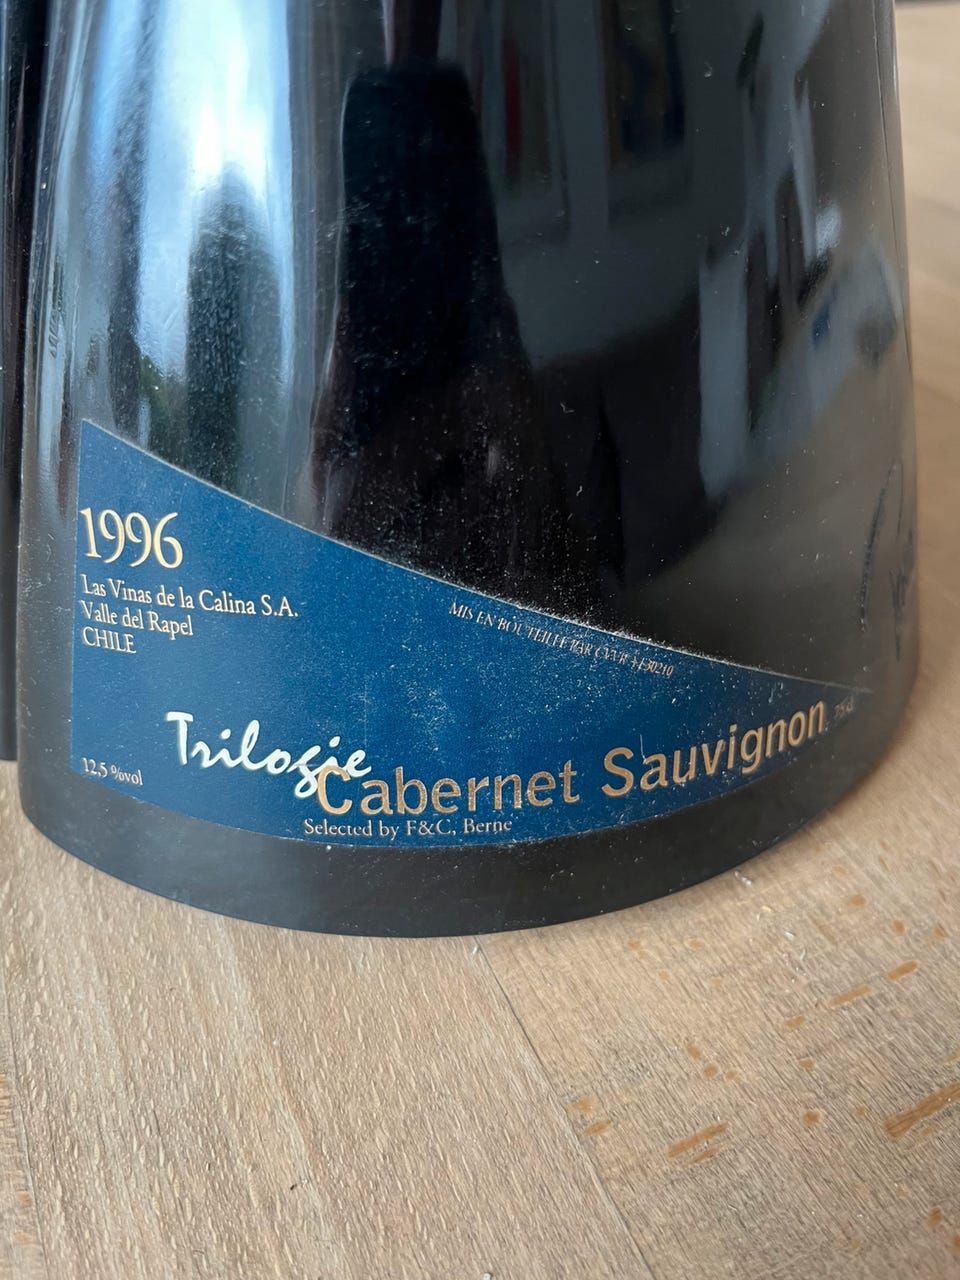 1996
Las Vinas de la Calina S.A.
Valle del Rapel
CHILE
MIS EN BOUTEILLE PAR
Trilogie
Cabernet Sauvignon
75cl
12,5 %vol
Selected by F&C, Berne